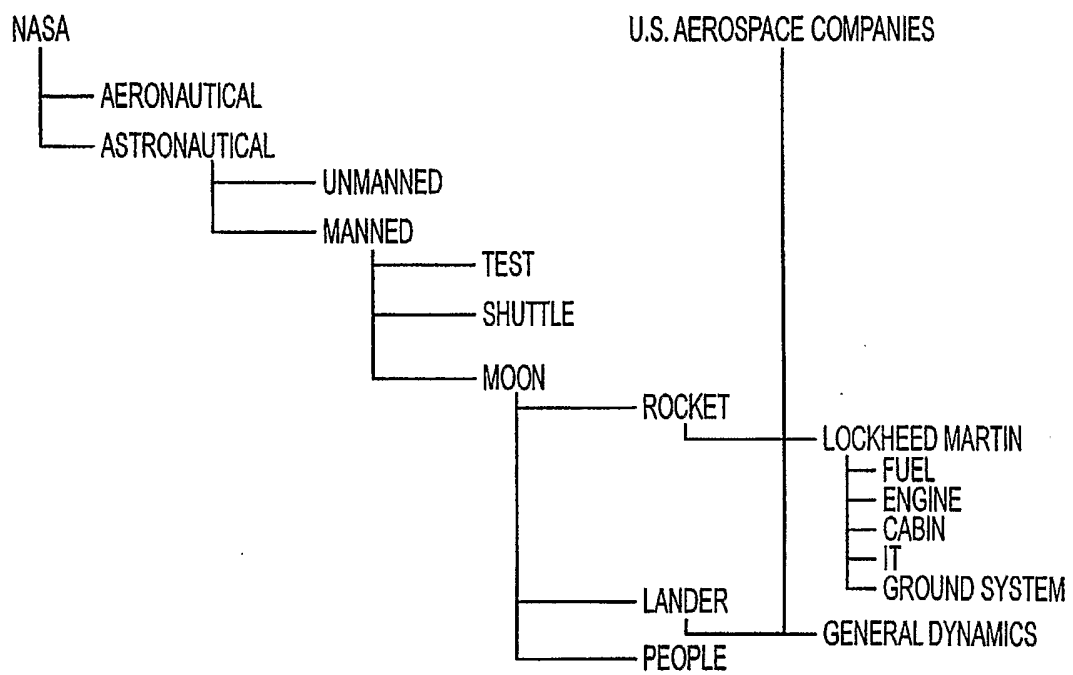 NASA
U.S. AEROSPACE COMPANIES
AERONAUTICAL
ASTRONAUTICAL
UNMANNED
MANNED
TEST
SHUTTLE
MOON
ROCKET
LOCKHEED MARTIN
FUEL
ENGINE
CABIN
IT
GROUND SYSTEM
LANDER
GENERAL DYNAMICS
PEOPLE